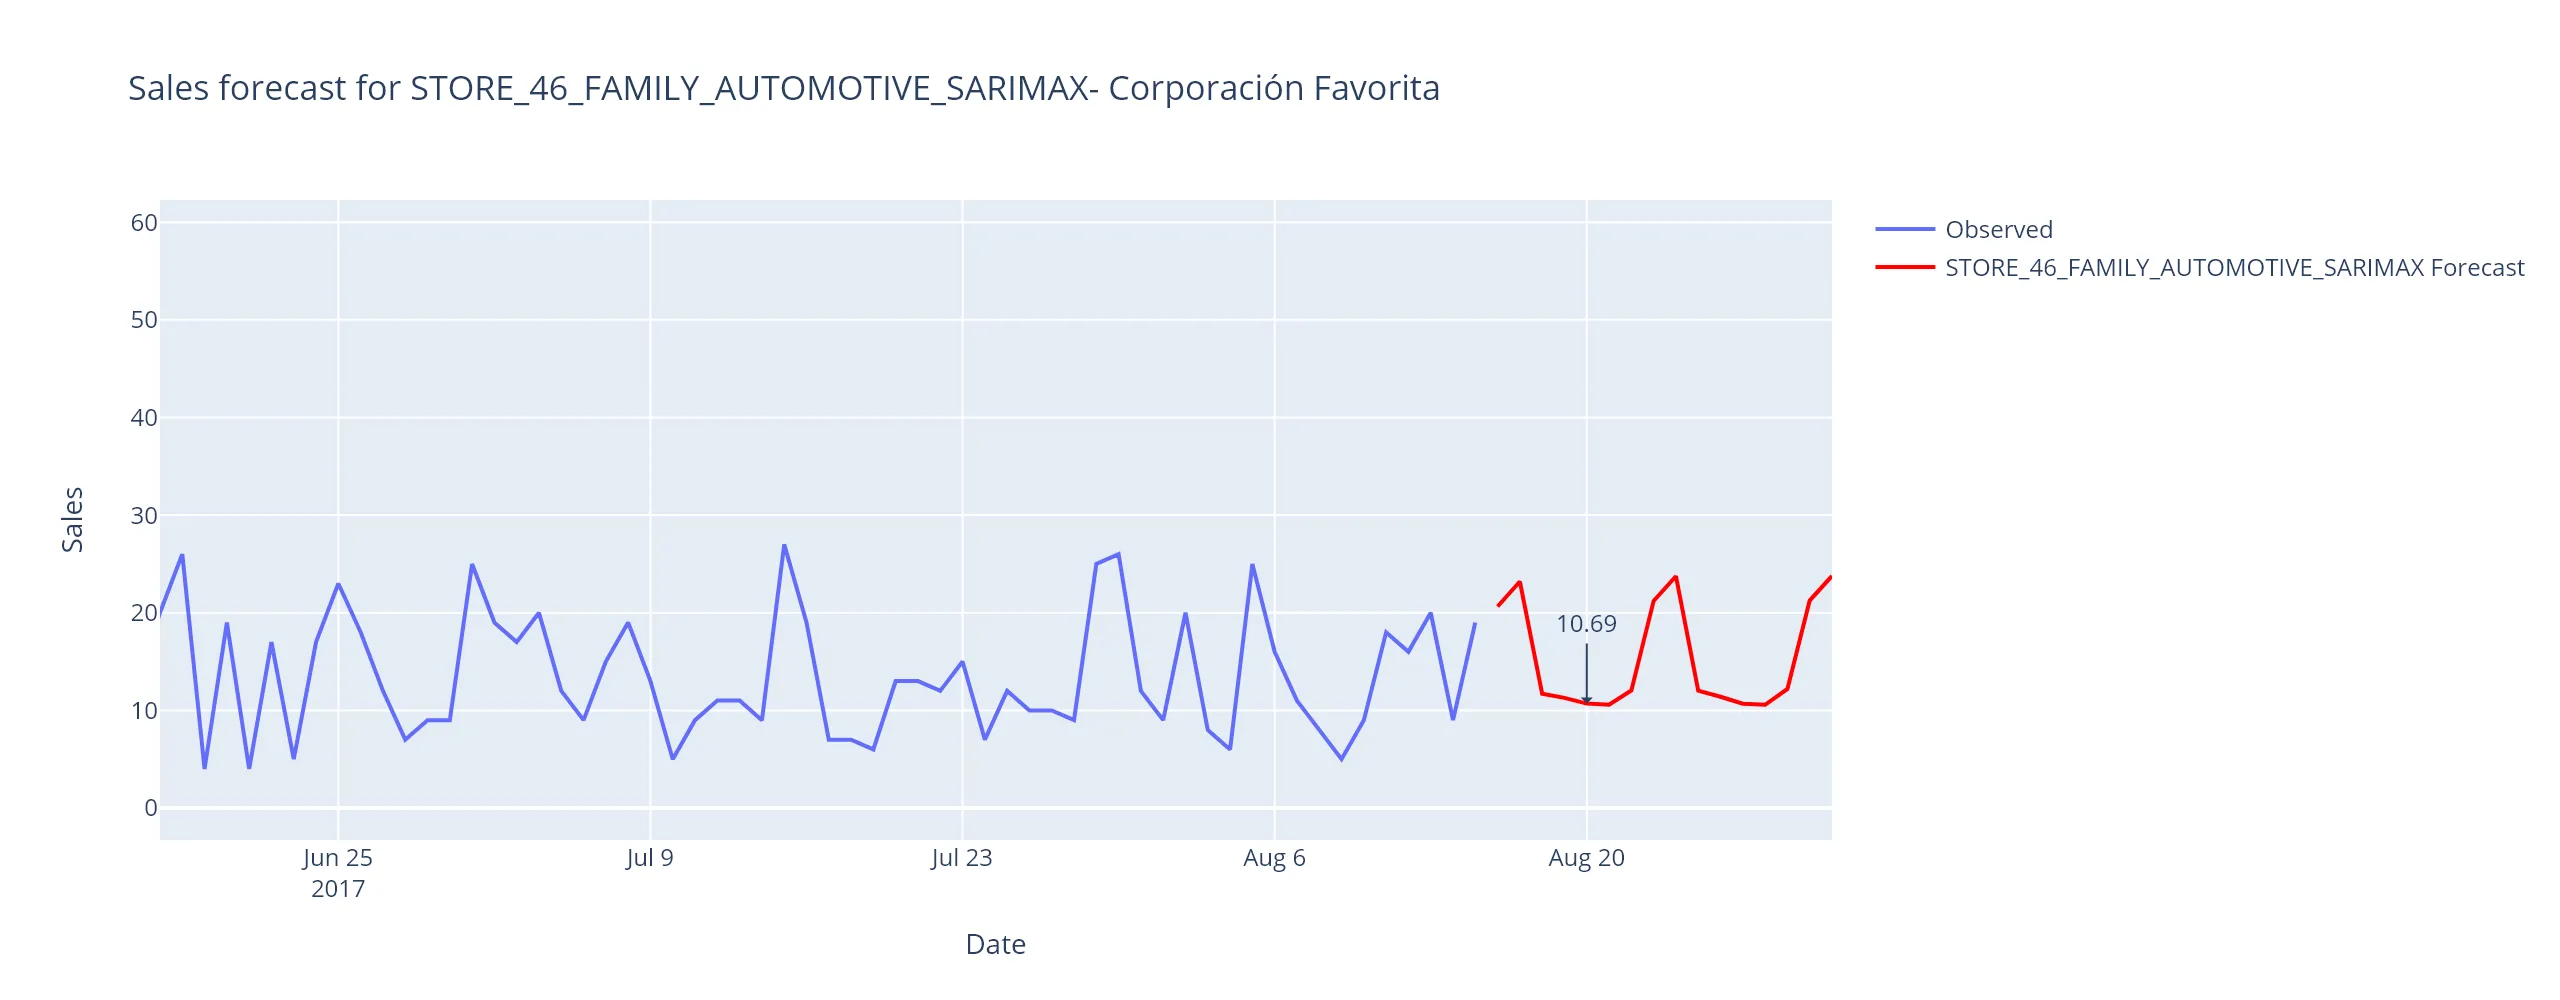 Sales forecast for STORE_46_FAMILY_AUTOMOTIVE_SARIMAX- Corporación Favorita
Observed
STORE_46_FAMILY_AUTOMOTIVE_SARIMAX Forecast
60
50
40
30
20
10
0
Sales
10.69
Jun 25
2017
Jul 9
Jul 23
Aug 6
Aug 20
Date